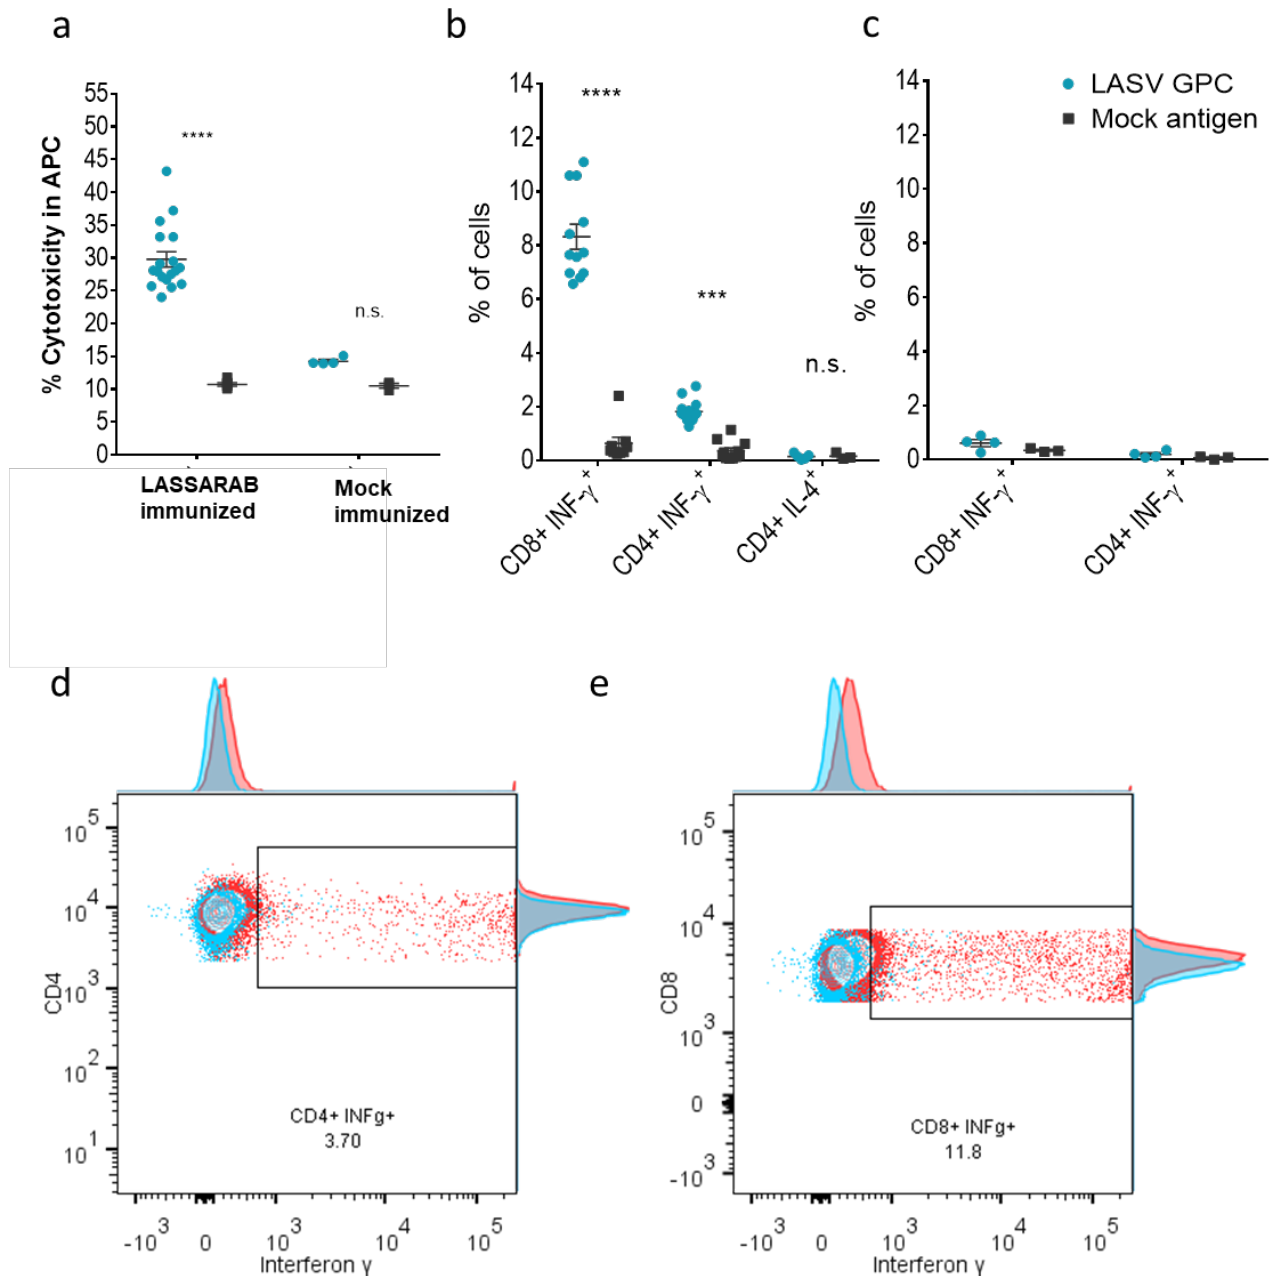 a
b
c
% Cytotoxicity in APC
55
50
45
40
35
30
25
20
15
10
5
0
****
n.s.
LASSARAB
immunized
Mock
immunized
% of cells
14
12
10
8
6
4
2
0
****
***
n.s.
CD8+ INF-γ+
CD4+ INF-γ+
CD4+ IL-4+
% of cells
14
12
10
8
6
4
2
0
LASV GPC
Mock antigen
CD8+ INF-γ+
CD4+ INF-γ+
d
e
CD4
10^5
10^4
10^3
10^2
10^1
CD4+ INFg+
3.70
-10^3 0 10^3 10^4 10^5
Interferon γ
CD8
10^5
10^4
10^3
0
-10^3
CD8+ INFg+
11.8
-10^3 0 10^3 10^4 10^5
Interferon γ